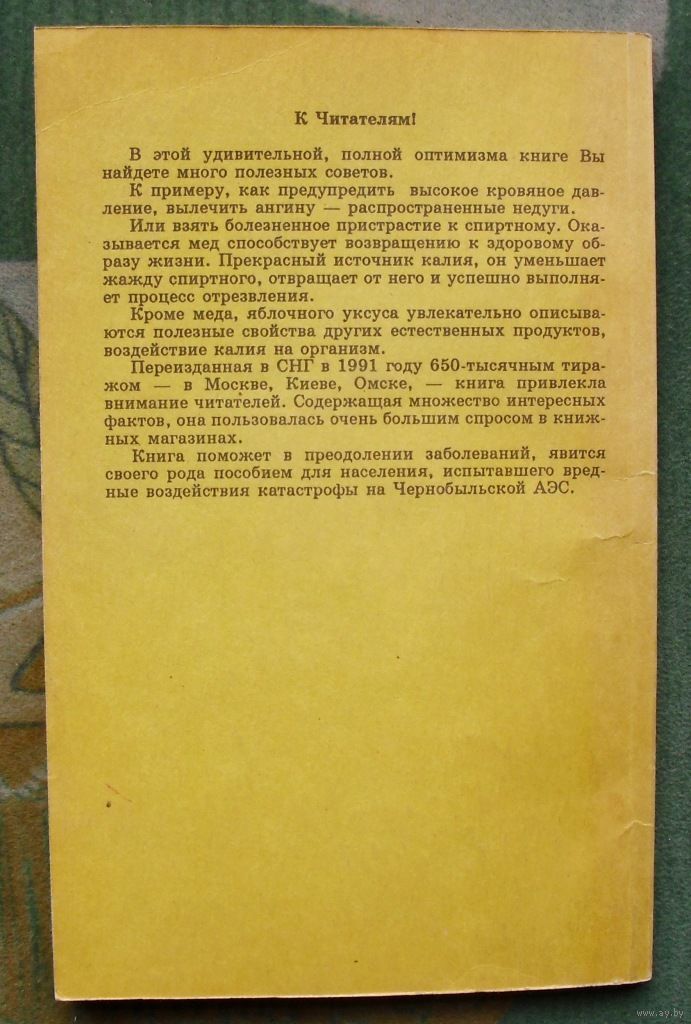 К Читателям!
В этой удивительной, полной оптимизма книге Вы
найдете много полезных советов.
К примеру, как предупредить высокое кровяное дав-
ление, вылечить ангину — распространенные недуги.
Или взять болезненное пристрастие к спиртному. Ока-
зывается мед способствует возвращению к здоровому об-
разу жизни. Прекрасный источник калия, он уменьшает
жажду спиртного, отвращает от него и успешно выполня-
ет процесс отрезвления.
Кроме меда, яблочного уксуса увлекательно описыва-
ются полезные свойства других естественных продуктов,
воздействие калия на организм.
Переизданная в СНГ в 1991 году 650-тысячным тира-
жом — в Москве, Киеве, Омске, — книга привлекла
внимание читателей. Содержащая множество интересных
фактов, она пользовалась очень большим спросом в книж-
ных магазинах.
Книга поможет в преодолении заболеваний, явится
своего рода пособием для населения, испытавшего вред-
ные воздействия катастрофы на Чернобыльской АЭС.
www.ay.by